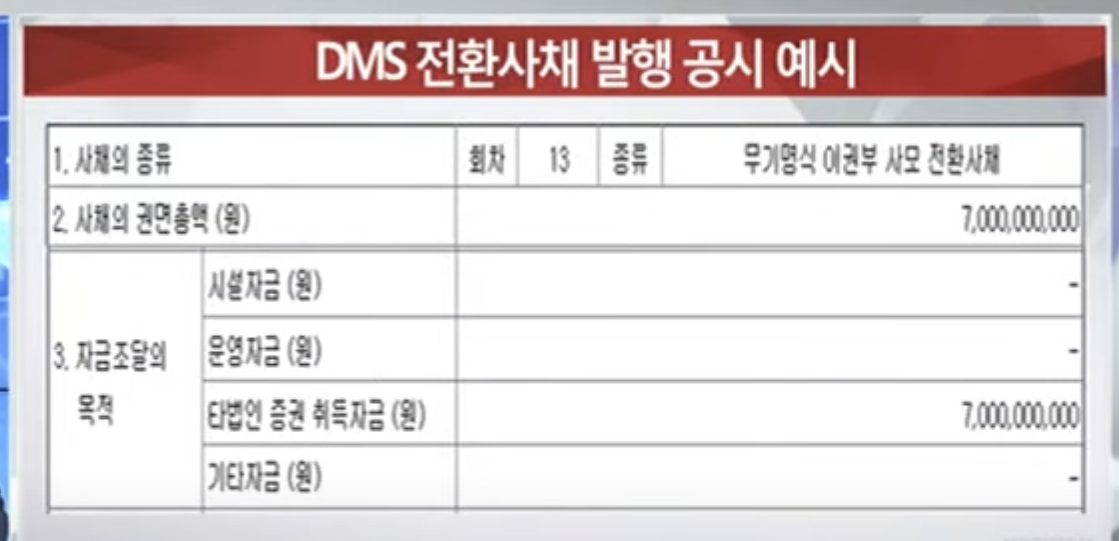 DMS 전환사채 발행 공시 예시
1. 사채의 종류 회차 13 종류 무기명식 이권부 사모 전환사채
2. 사채의 권면총액 (원) 7,000,000,000
3. 자금조달의 목적
시설자금 (원) -
운영자금 (원) -
타법인 증권 취득자금 (원) 7,000,000,000
기타자금 (원) -